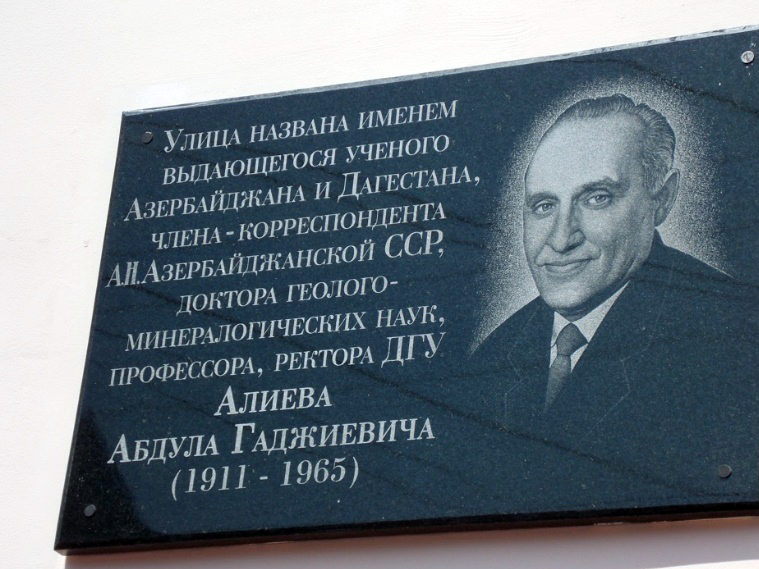 Улица названа именем
выдающегося ученого
Азербайджана и Дагестана,
члена-корреспондента
А.Н.Азербайджанской ССР,
доктора геолого-
минералогических наук,
профессора, ректора ДГУ
Алиева
Абдула Гаджиевича
(1911 - 1965)